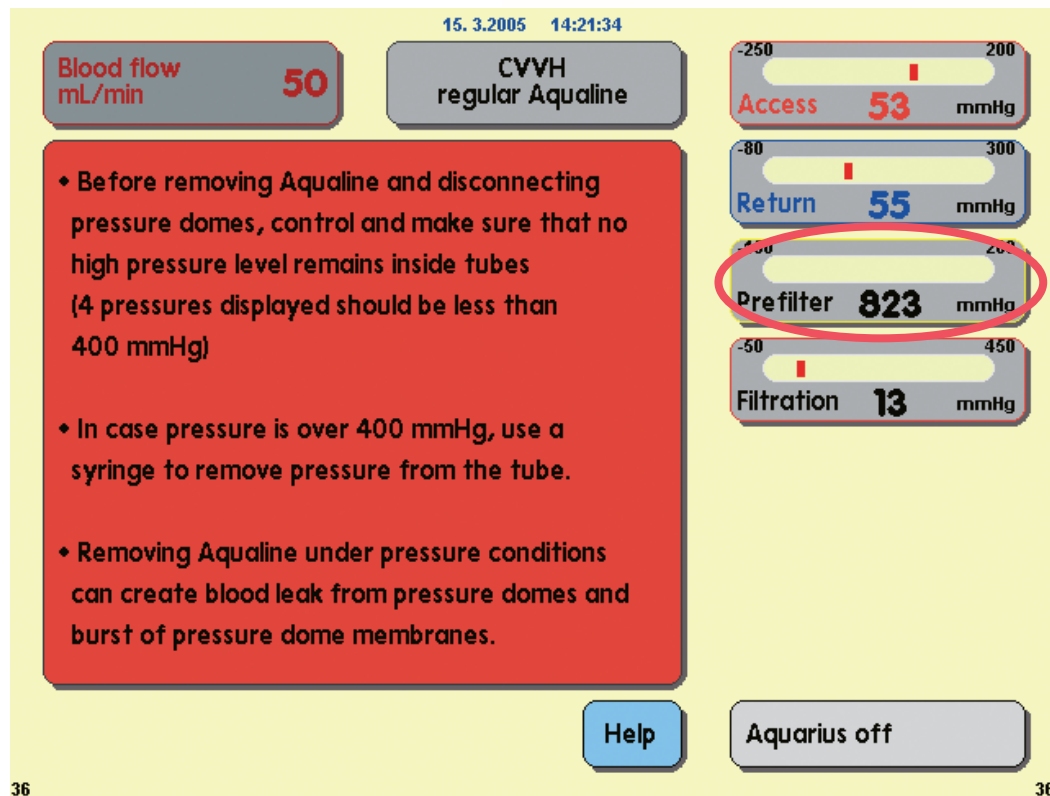 15. 3.2005 14:21:34
Blood flow
mL/min 50
CVVH
regular Aqualine
• Before removing Aqualine and disconnecting
pressure domes, control and make sure that no
high pressure level remains inside tubes
(4 pressures displayed should be less than
400 mmHg)
• In case pressure is over 400 mmHg, use a
syringe to remove pressure from the tube.
• Removing Aqualine under pressure conditions
can create blood leak from pressure domes and
burst of pressure dome membranes.
-250 200
Access 53 mmHg
-80 300
Return 55 mmHg
Prefilter 823 mmHg
-50 450
Filtration 13 mmHg
Help
Aquarius off
36
36